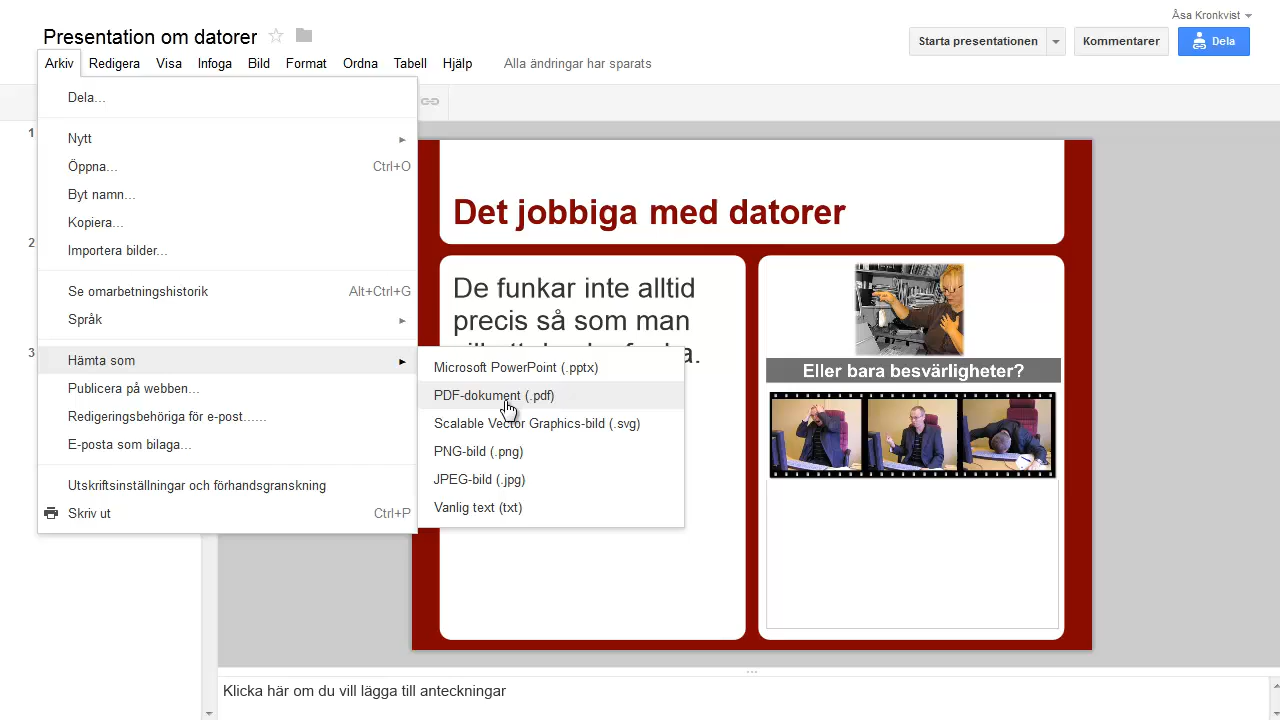 Åsa Kronkvist
Presentation om datorer
Starta presentationen
Kommentarer
Dela
Arkiv Redigera Visa Infoga Bild Format Ordna Tabell Hjälp Alla ändringar har sparats
Dela...
Nytt
Öppna... Ctrl+O
Byt namn...
Kopiera...
Importera bilder...
Se omarbetningshistorik Alt+Ctrl+G
Språk
Hämta som
Publicera på webben...
Redigeringsbehöriga för e-post......
E-posta som bilaga...
Utskriftsinställningar och förhandsgranskning
Skriv ut Ctrl+P
Microsoft PowerPoint (.pptx)
PDF-dokument (.pdf)
Scalable Vector Graphics-bild (.svg)
PNG-bild (.png)
JPEG-bild (.jpg)
Vanlig text (txt)
1
2
3
Det jobbiga med datorer
De funkar inte alltid
precis så som man
Eller bara besvärligheter?
Klicka här om du vill lägga till anteckningar